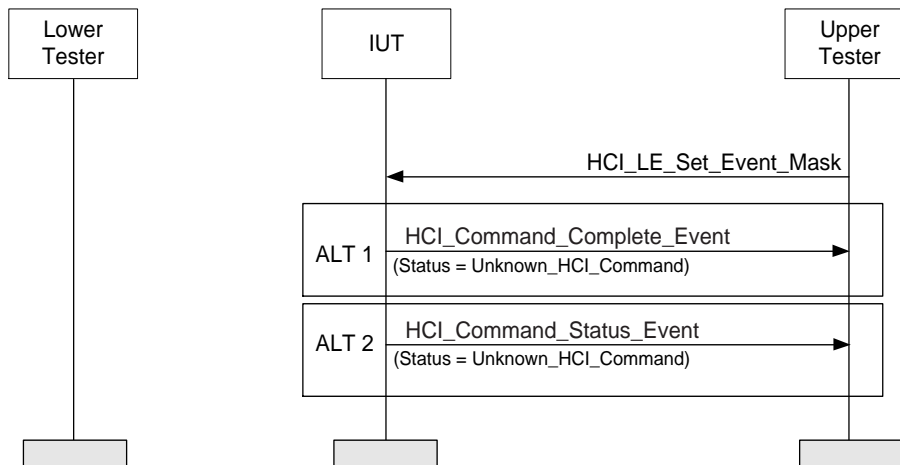 Lower
Tester
IUT
Upper
Tester
HCI_LE_Set_Event_Mask
ALT 1
HCI_Command_Complete_Event
(Status = Unknown_HCI_Command)
ALT 2
HCI_Command_Status_Event
(Status = Unknown_HCI_Command)